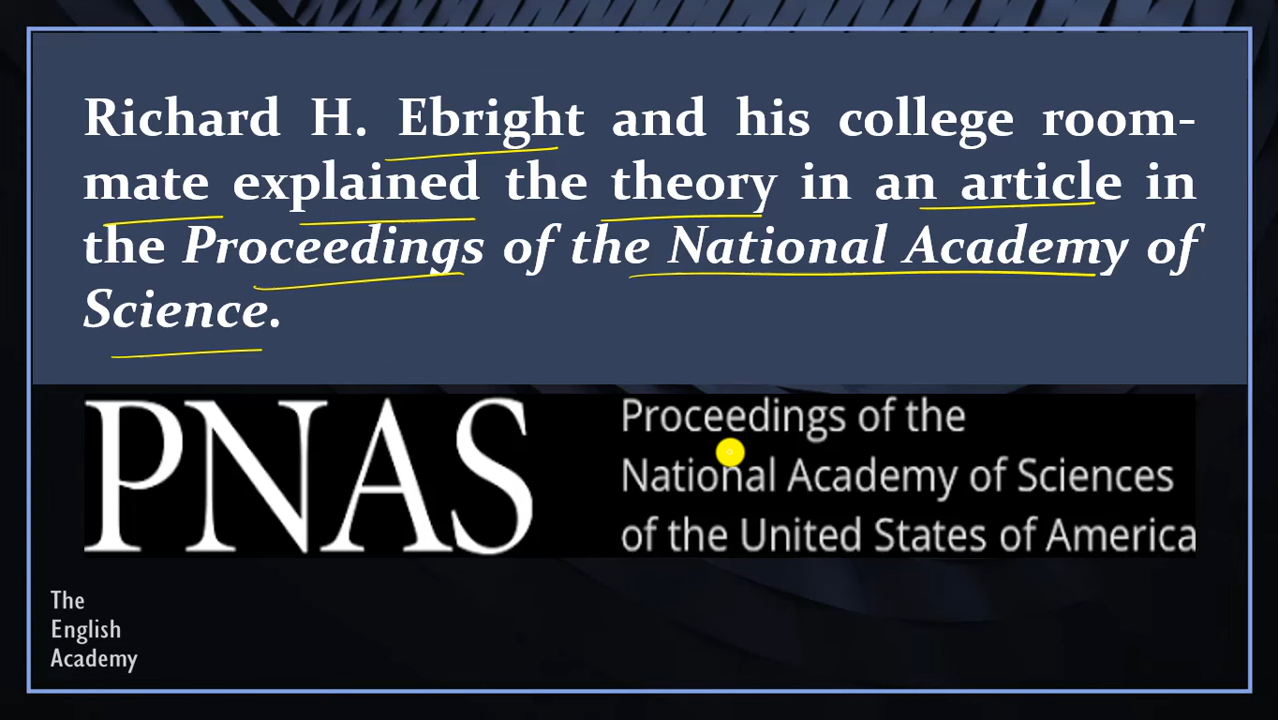 Richard H. Ebright and his college room-
mate explained the theory in an article in
the Proceedings of the National Academy of
Science.
PNAS
Proceedings of the
National Academy of Sciences
of the United States of America
The
English
Academy